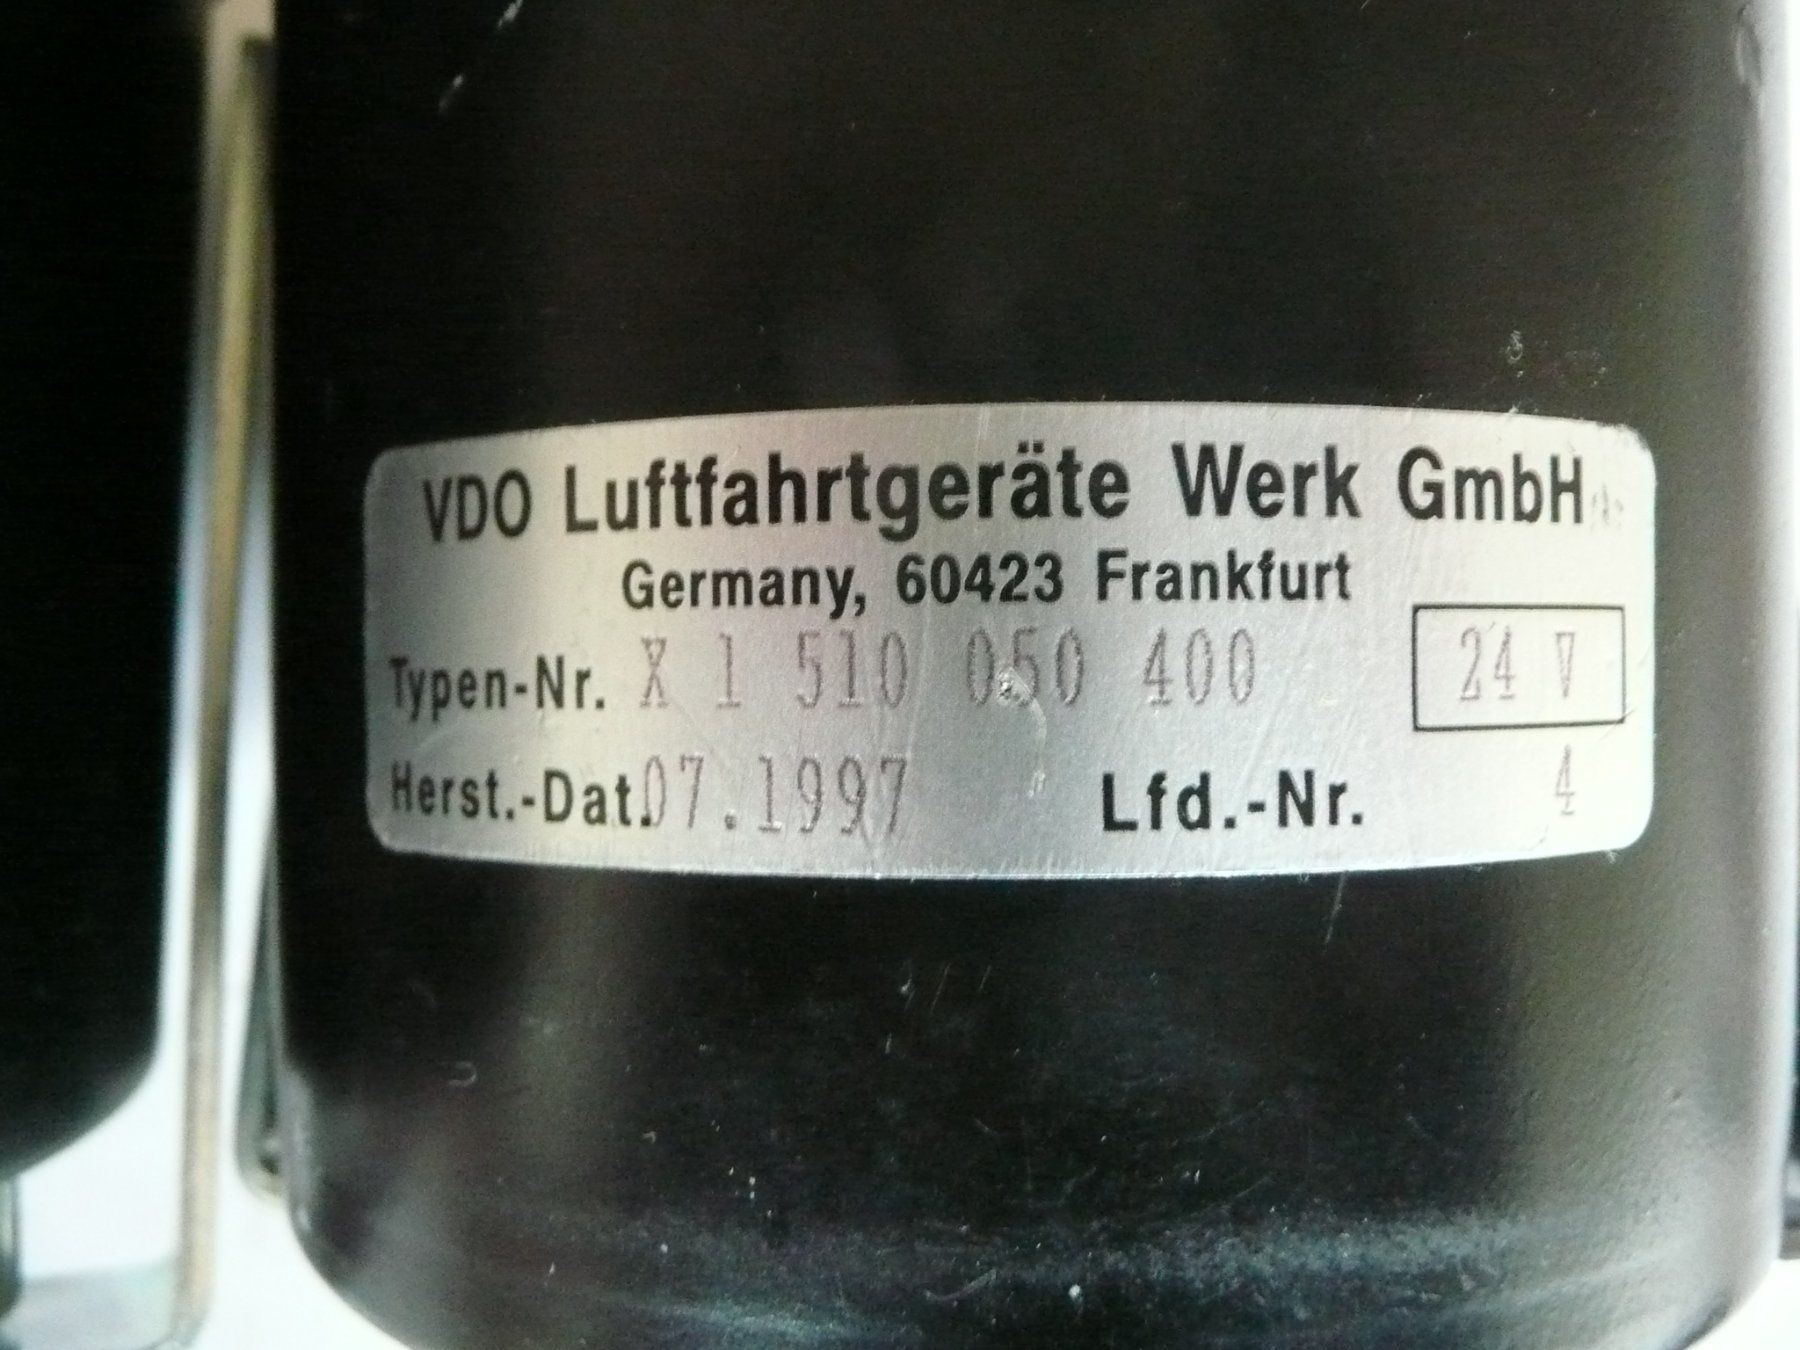 VDO Luftfahrtgeräte Werk GmbH
Germany, 60423 Frankfurt
Typen-Nr. X 1 510 050 400 24 V
Herst.-Dat. 07.1997 Lfd.-Nr. 4